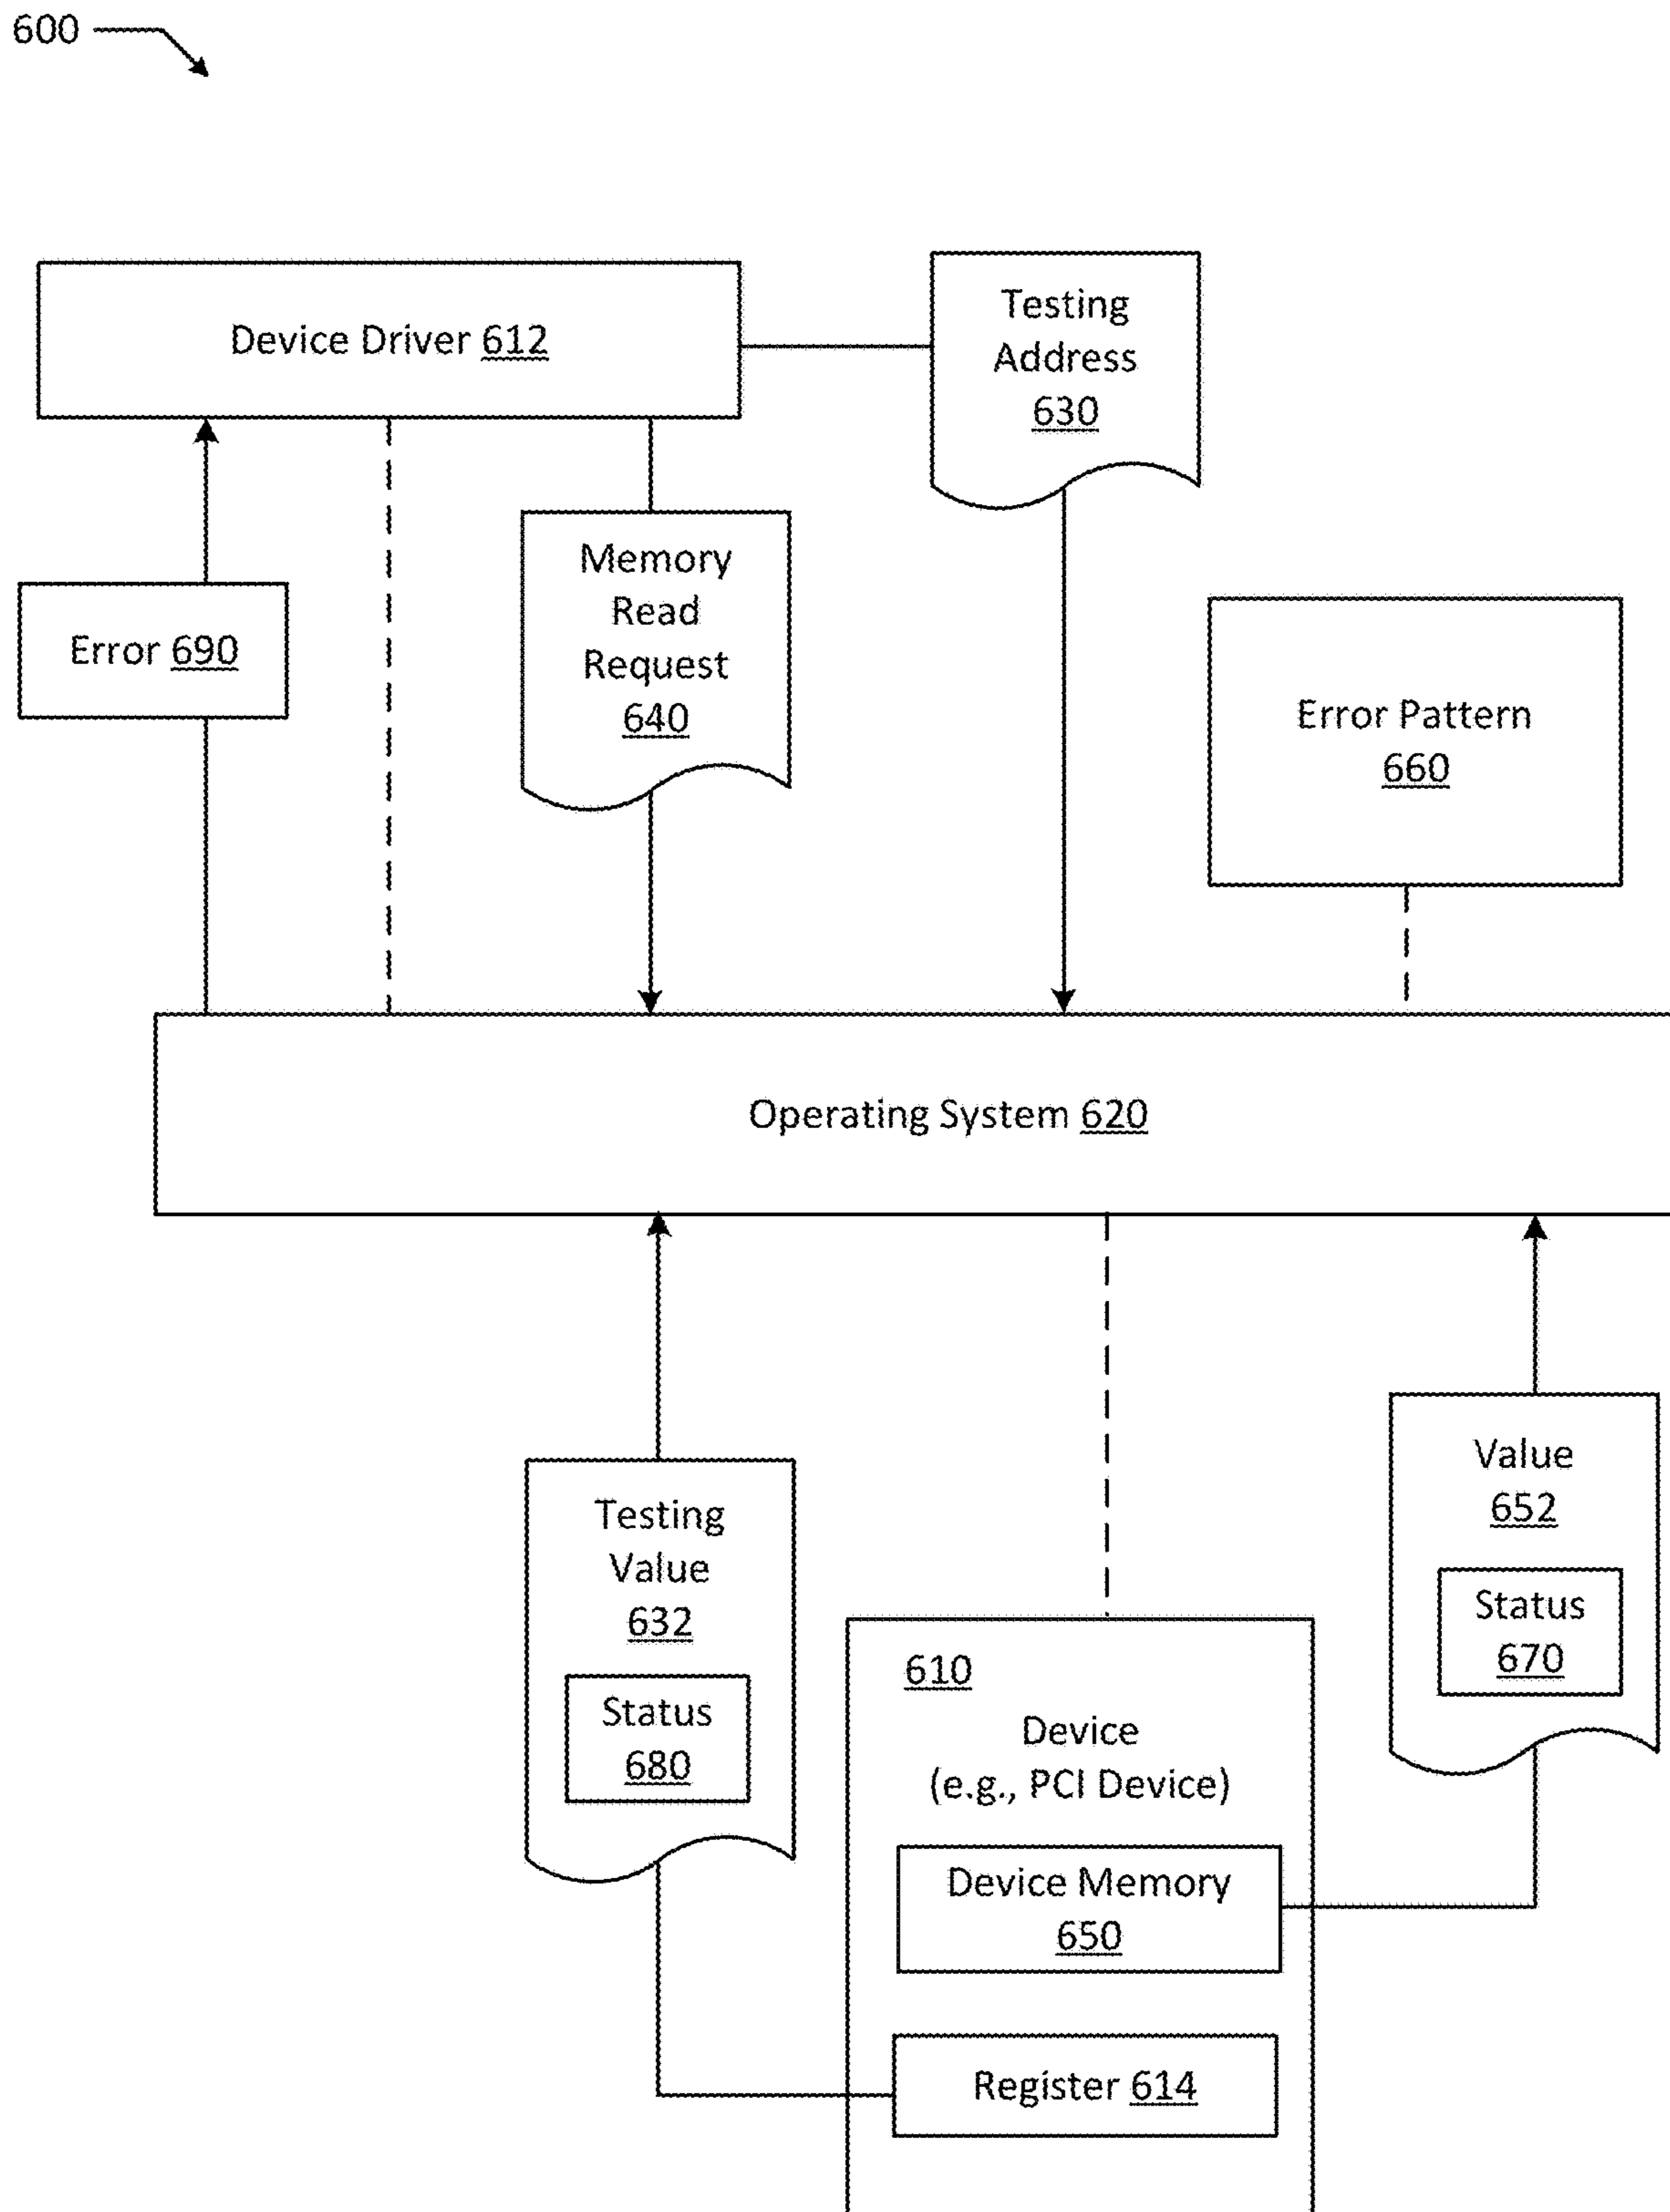 600
Device Driver 612
Testing
Address
630
Memory
Read
Request
640
Error 690
Error Pattern
660
Operating System 620
Testing
Value
632
Status
680
Value
652
Status
670
610
Device
(e.g., PCI Device)
Device Memory
650
Register 614